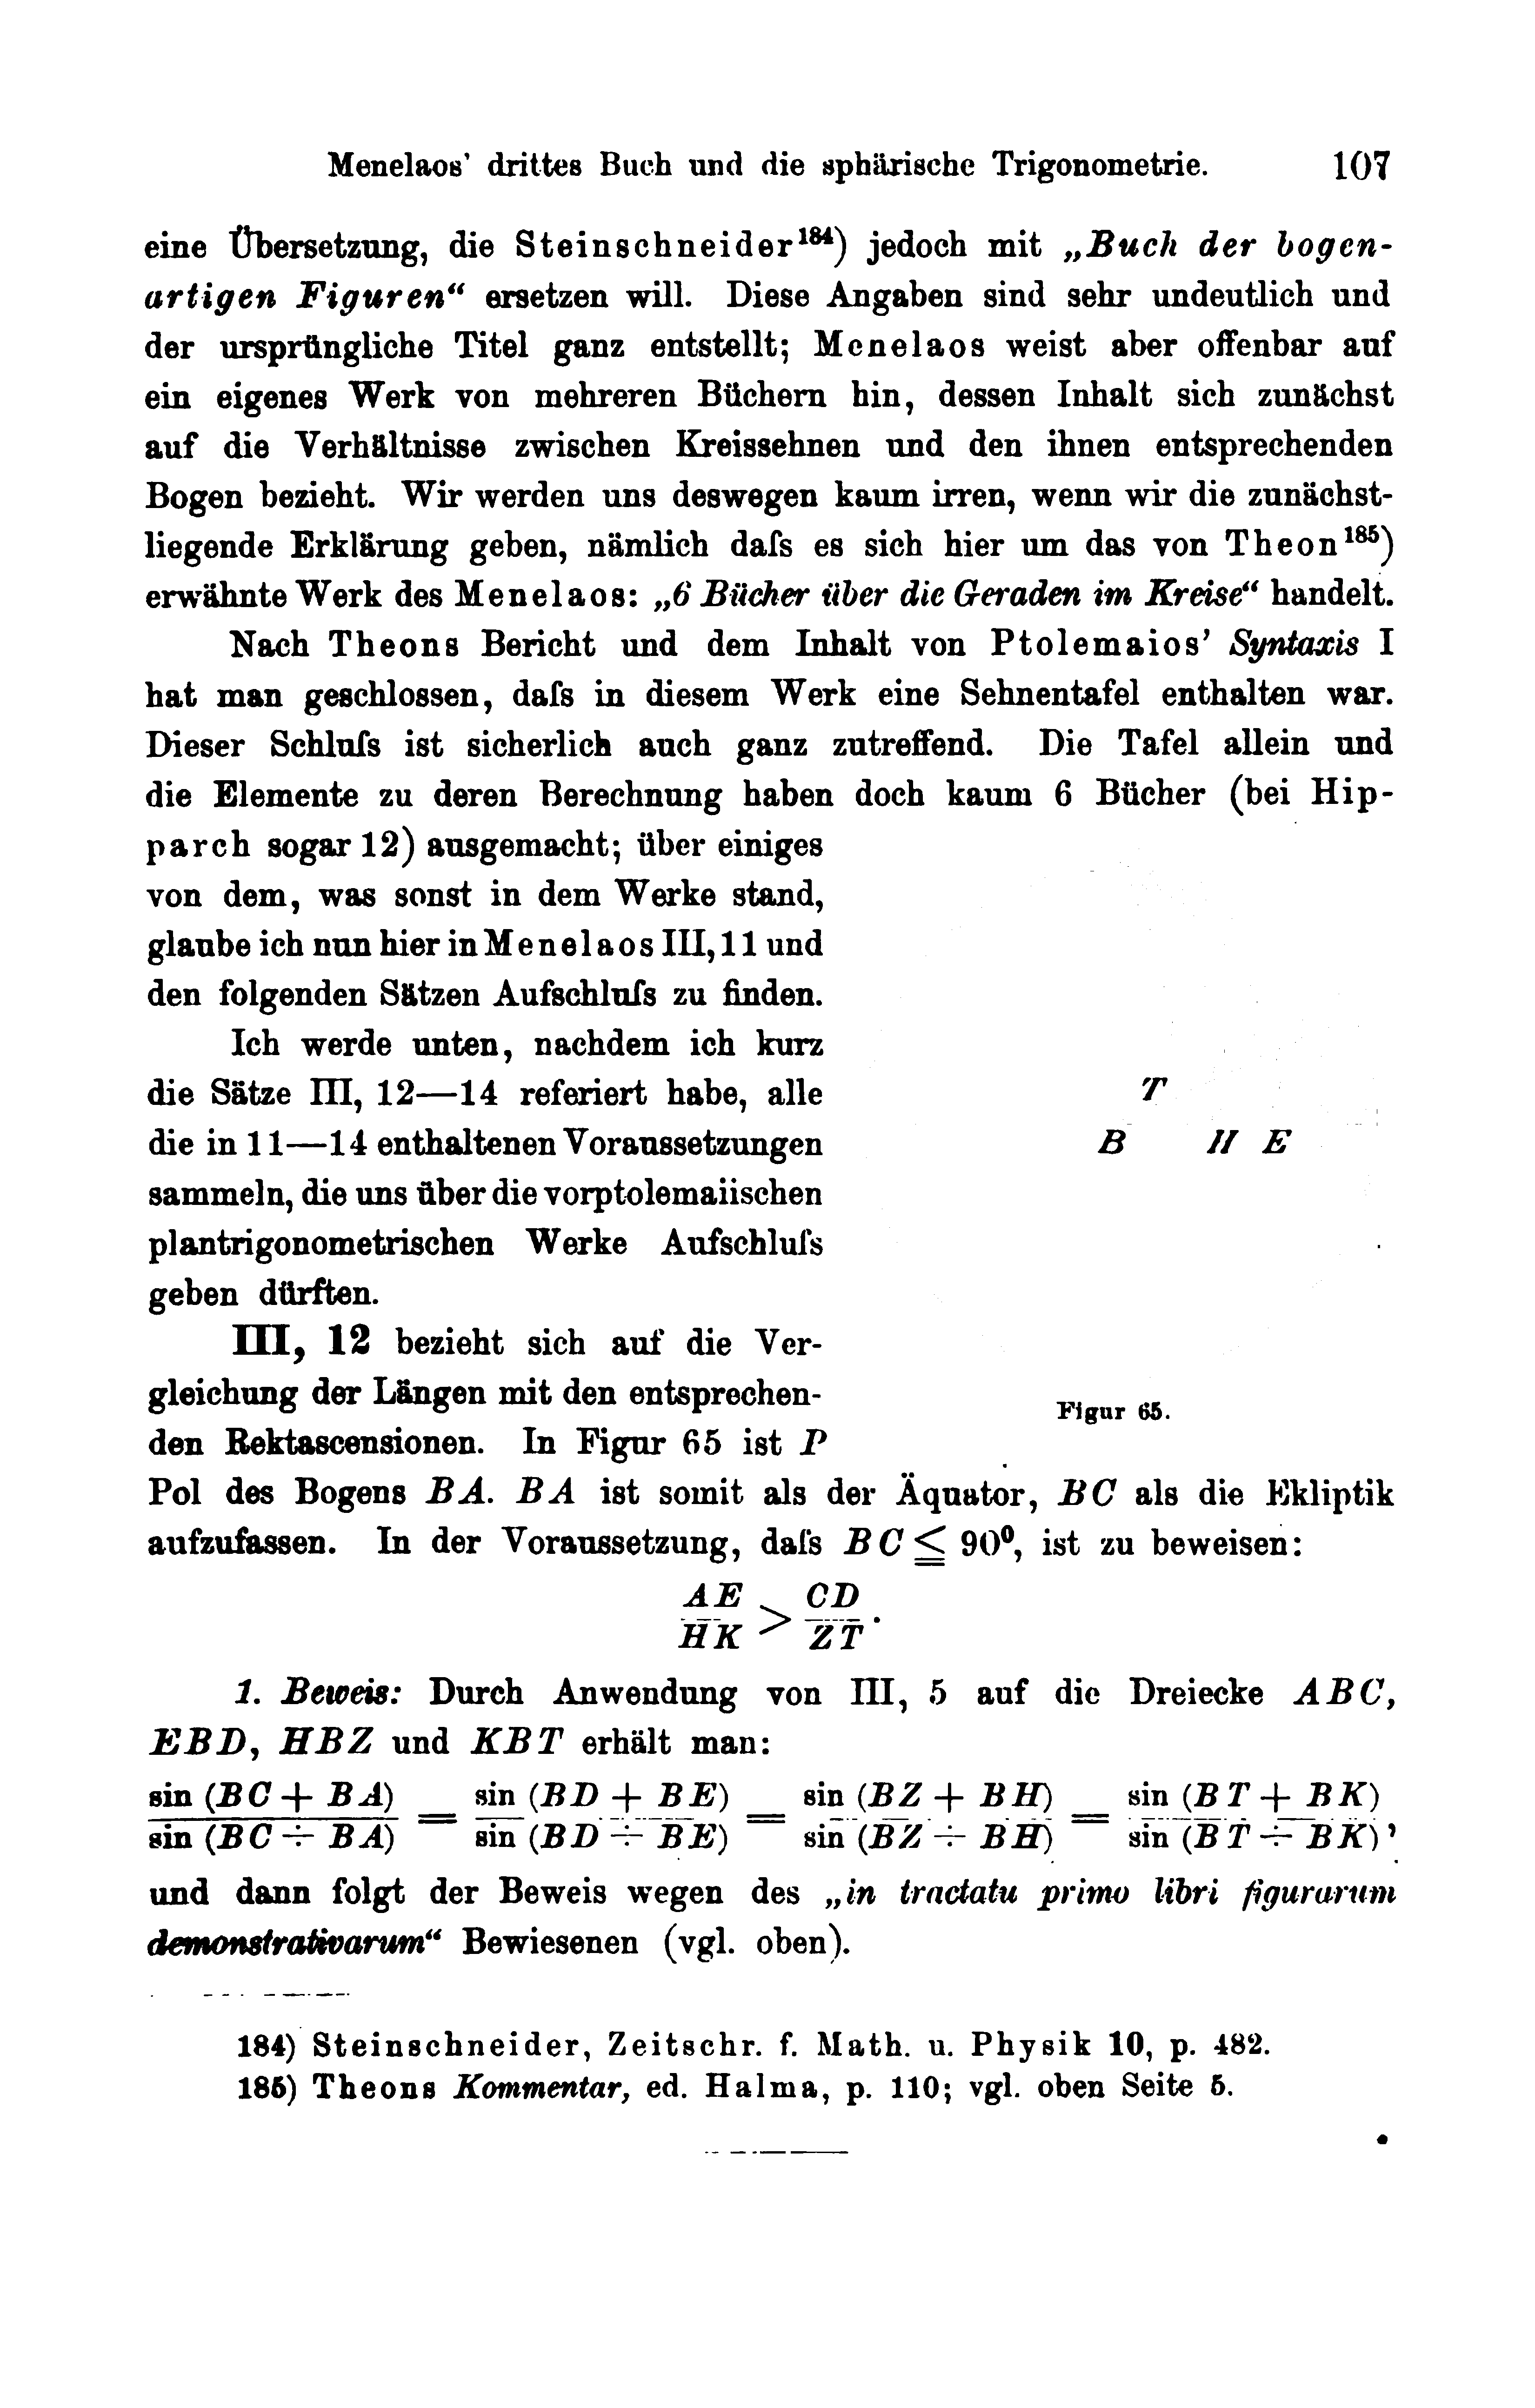 Menelaos' drittes Buch und die sphärische Trigonometrie. 107
eine Übersetzung, die Steinschneider¹⁸⁴) jedoch mit „Buch der bogen-
artigen Figuren“ ersetzen will. Diese Angaben sind sehr undeutlich und
der ursprüngliche Titel ganz entstellt; Menelaos weist aber offenbar auf
ein eigenes Werk von mehreren Büchern hin, dessen Inhalt sich zunächst
auf die Verhältnisse zwischen Kreissehnen und den ihnen entsprechenden
Bogen bezieht. Wir werden uns deswegen kaum irren, wenn wir die zunächst-
liegende Erklärung geben, nämlich daſs es sich hier um das von Theon¹⁸⁵)
erwähnte Werk des Menelaos: „6 Bücher über die Geraden im Kreise“ handelt.
Nach Theons Bericht und dem Inhalt von Ptolemaios' Syntaxis I
hat man geschlossen, daſs in diesem Werk eine Sehnentafel enthalten war.
Dieser Schluſs ist sicherlich auch ganz zutreffend. Die Tafel allein und
die Elemente zu deren Berechnung haben doch kaum 6 Bücher (bei Hip-
parch sogar 12) ausgemacht; über einiges
von dem, was sonst in dem Werke stand,
glaube ich nun hier in Menelaos III, 11 und
den folgenden Sätzen Aufschluſs zu finden.
Ich werde unten, nachdem ich kurz
die Sätze III, 12—14 referiert habe, alle
die in 11—14 enthaltenen Voraussetzungen
sammeln, die uns über die vorptolemaiischen
plantrigonometrischen Werke Aufschluſs
geben dürften.
III, 12 bezieht sich auf die Ver-
gleichung der Längen mit den entsprechen-
den Rektascensionen. In Figur 65 ist P
T
B H E
Figur 65.
Pol des Bogens BA. BA ist somit als der Äquator, BC als die Ekliptik
aufzufassen. In der Voraussetzung, daſs BC ≦ 90⁰, ist zu beweisen:
AE/HK > CD/ZT.
1. Beweis: Durch Anwendung von III, 5 auf die Dreiecke ABC,
EBD, HBZ und KBT erhält man:
sin (BC + BA)/sin (BC ÷ BA) = sin (BD + BE)/sin (BD ÷ BE) = sin (BZ + BH)/sin (BZ ÷ BH) = sin (BT + BK)/sin (BT ÷ BK),
und dann folgt der Beweis wegen des „in tractatu primo libri figurarum
demonstrativarum“ Bewiesenen (vgl. oben).
184) Steinschneider, Zeitschr. f. Math. u. Physik 10, p. 482.
185) Theons Kommentar, ed. Halma, p. 110; vgl. oben Seite 5.